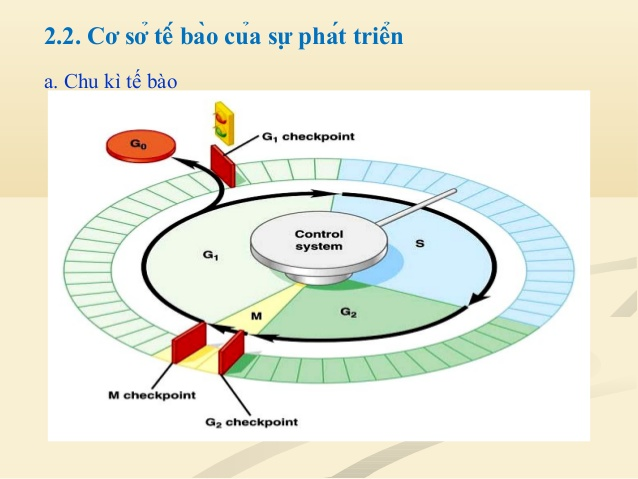 2.2. Cơ sở tế bào của sự phát triển
a. Chu kì tế bào
G1 checkpoint
G0
Control
system
S
G1
M
G2
M checkpoint
G2 checkpoint